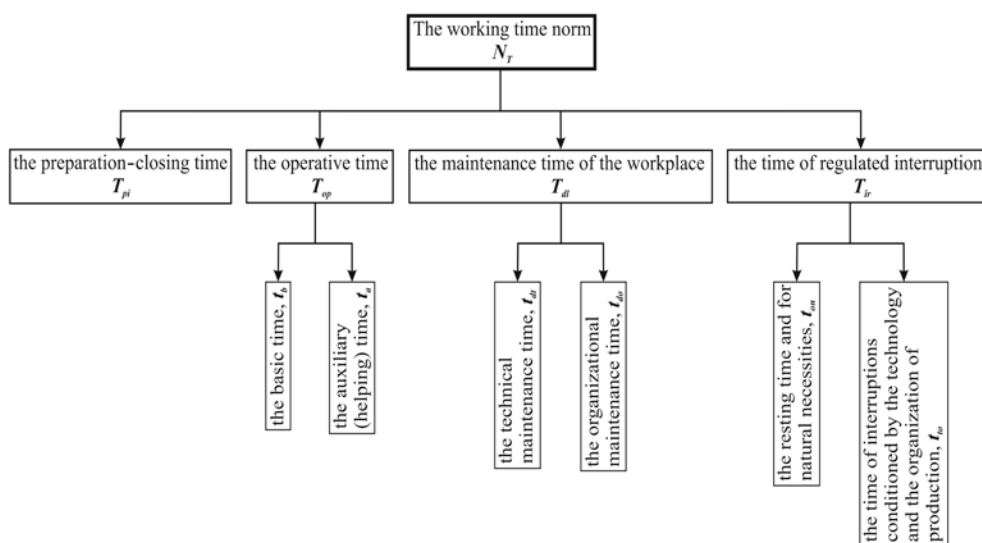 The working time norm
N_T
the preparation-closing time
T_pi
the operative time
T_op
the maintenance time of the workplace
T_dl
the time of regulated interruption
T_ir
the basic time, t_b
the auxiliary
(helping) time, t_a
the technical
maintenance time, t_dt
the organizational
maintenance time, t_do
the resting time and for
natural necessities, t_on
the time of interruptions
conditioned by the technology
and the organization of
production, t_to